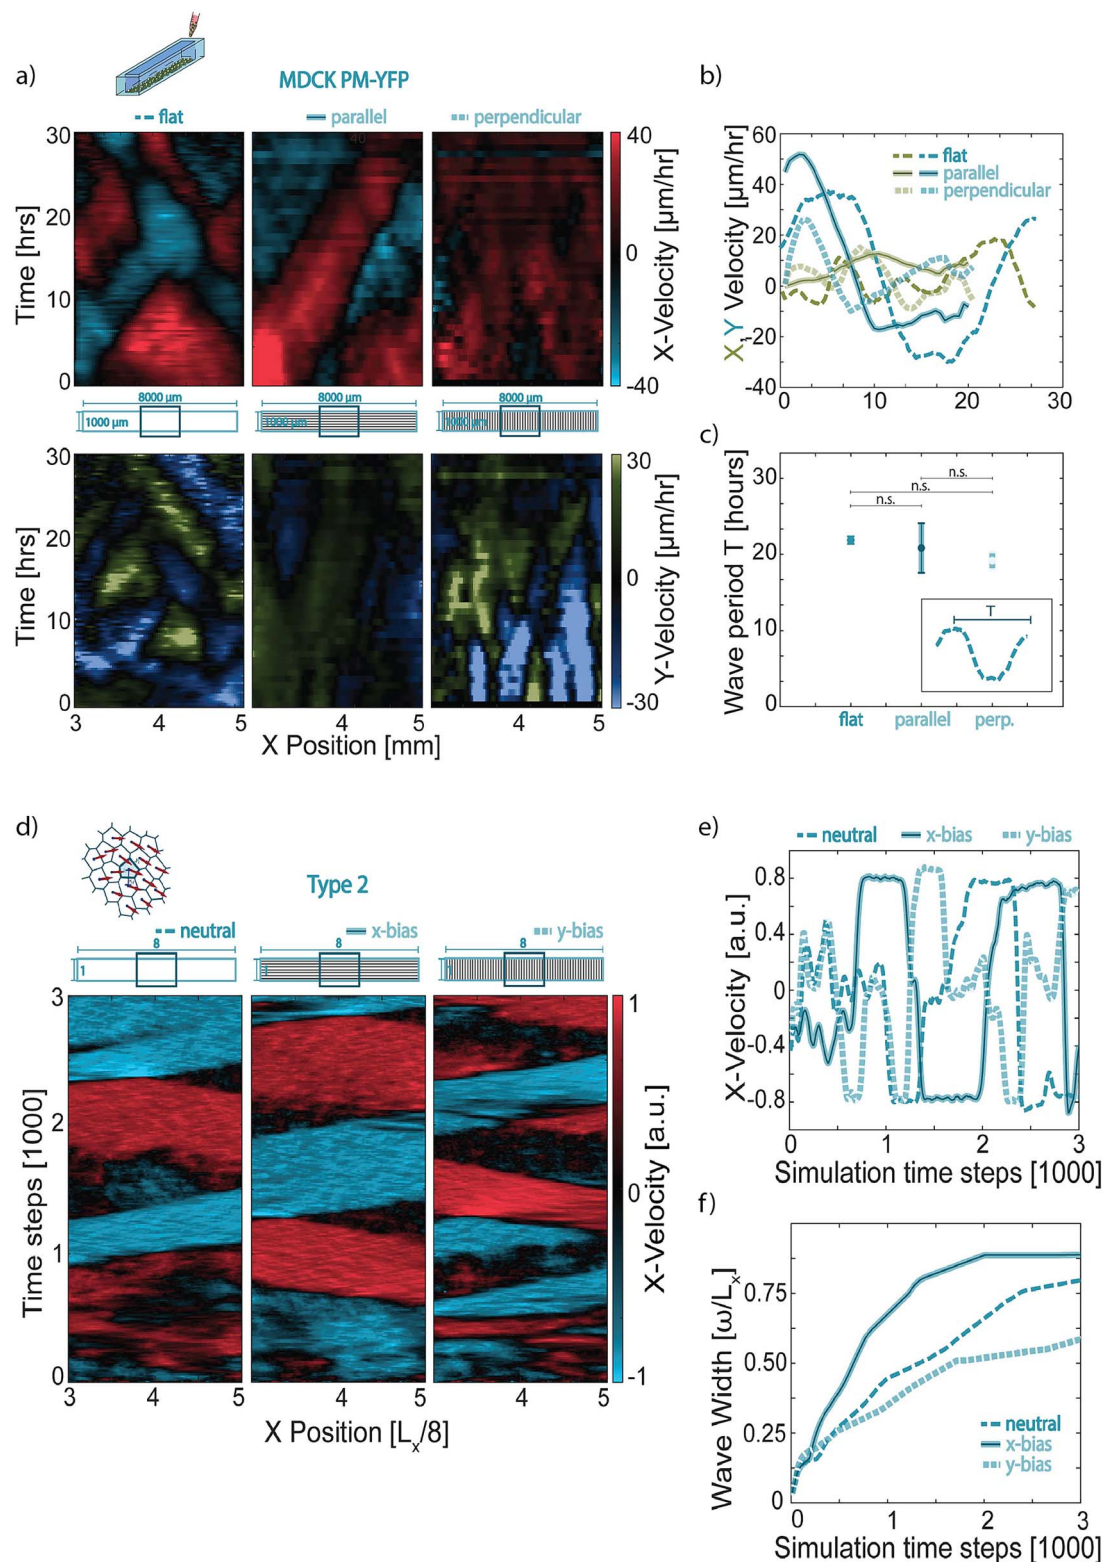 a)
MDCK PM-YFP
flat
parallel
perpendicular
30
20
10
0
Time [hrs]
40
0
-40
X-Velocity [µm/hr]
8000 µm
1000 µm
8000 µm
1000 µm
8000 µm
1000 µm
30
20
10
0
Time [hrs]
30
0
-30
Y-Velocity [µm/hr]
3 4 5 4 5 4 5
X Position [mm]
b)
60
40
20
0
-20
-40
X, Y Velocity [µm/hr]
flat
parallel
perpendicular
0 10 20 30
c)
30
20
10
0
Wave period T [hours]
n.s.
n.s.
n.s.
T
flat parallel perp.
d)
Type 2
neutral
x-bias
y-bias
8
1
8
8
3
2
1
0
Time steps [1000]
1
0
-1
X-Velocity [a.u.]
3 4 5 4 5 4 5
X Position [Lx/8]
e)
neutral x-bias y-bias
0.8
0.4
0
-0.4
-0.8
X-Velocity [a.u.]
0 1 2 3
Simulation time steps [1000]
f)
0.75
0.50
0.25
0
Wave Width [ω/Lx]
neutral
x-bias
y-bias
0 1 2 3
Simulation time steps [1000]